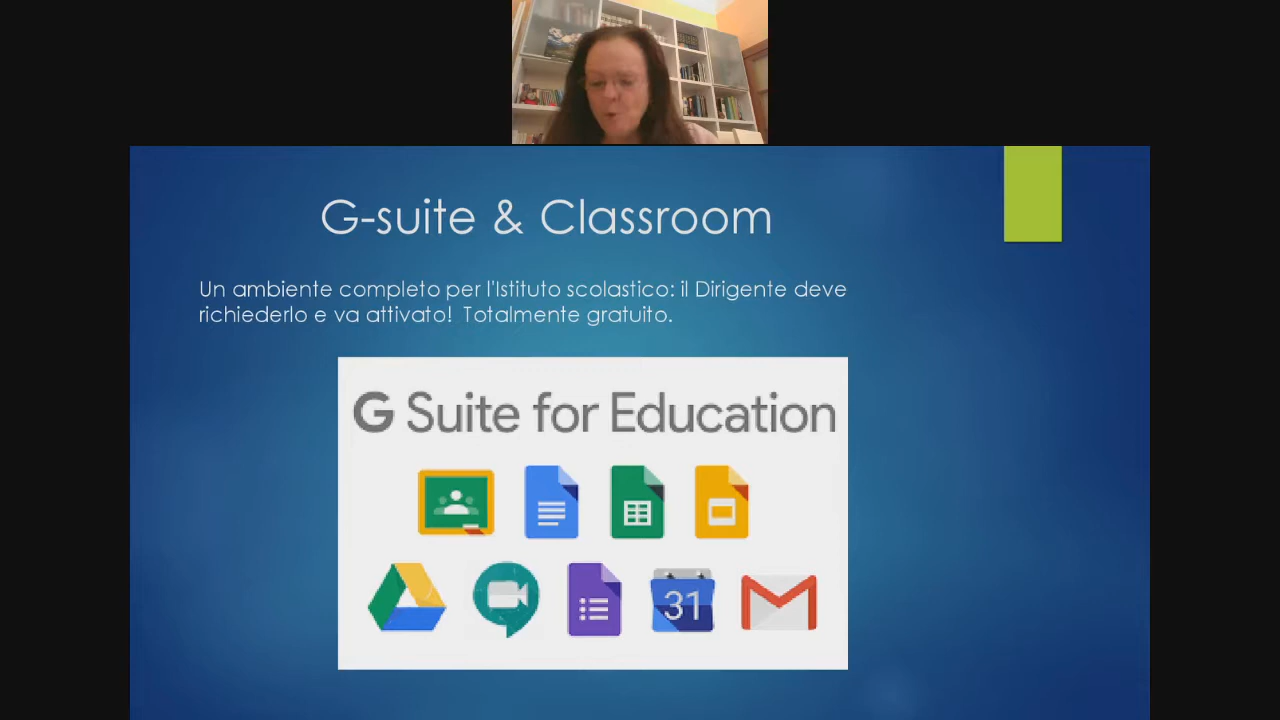 G-suite & Classroom
Un ambiente completo per l'Istituto scolastico: il Dirigente deve
richiederlo e va attivato! Totalmente gratuito.
G Suite for Education
31